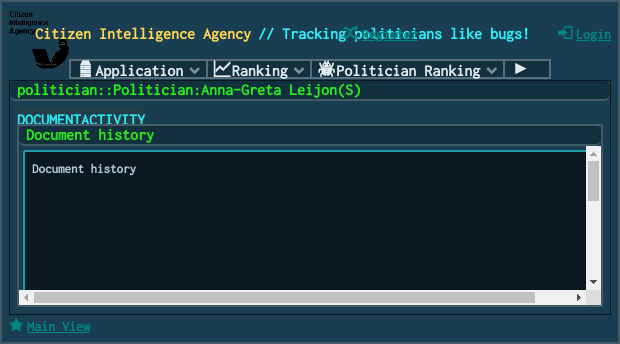 Citizen
Intelligence
Agency
Citizen Intelligence Agency // Tracking politicians like bugs!
Register
Login
Application
Ranking
Politician Ranking
politician::Politician:Anna-Greta Leijon(S)
DOCUMENTACTIVITY
Document history
Document history
Main View